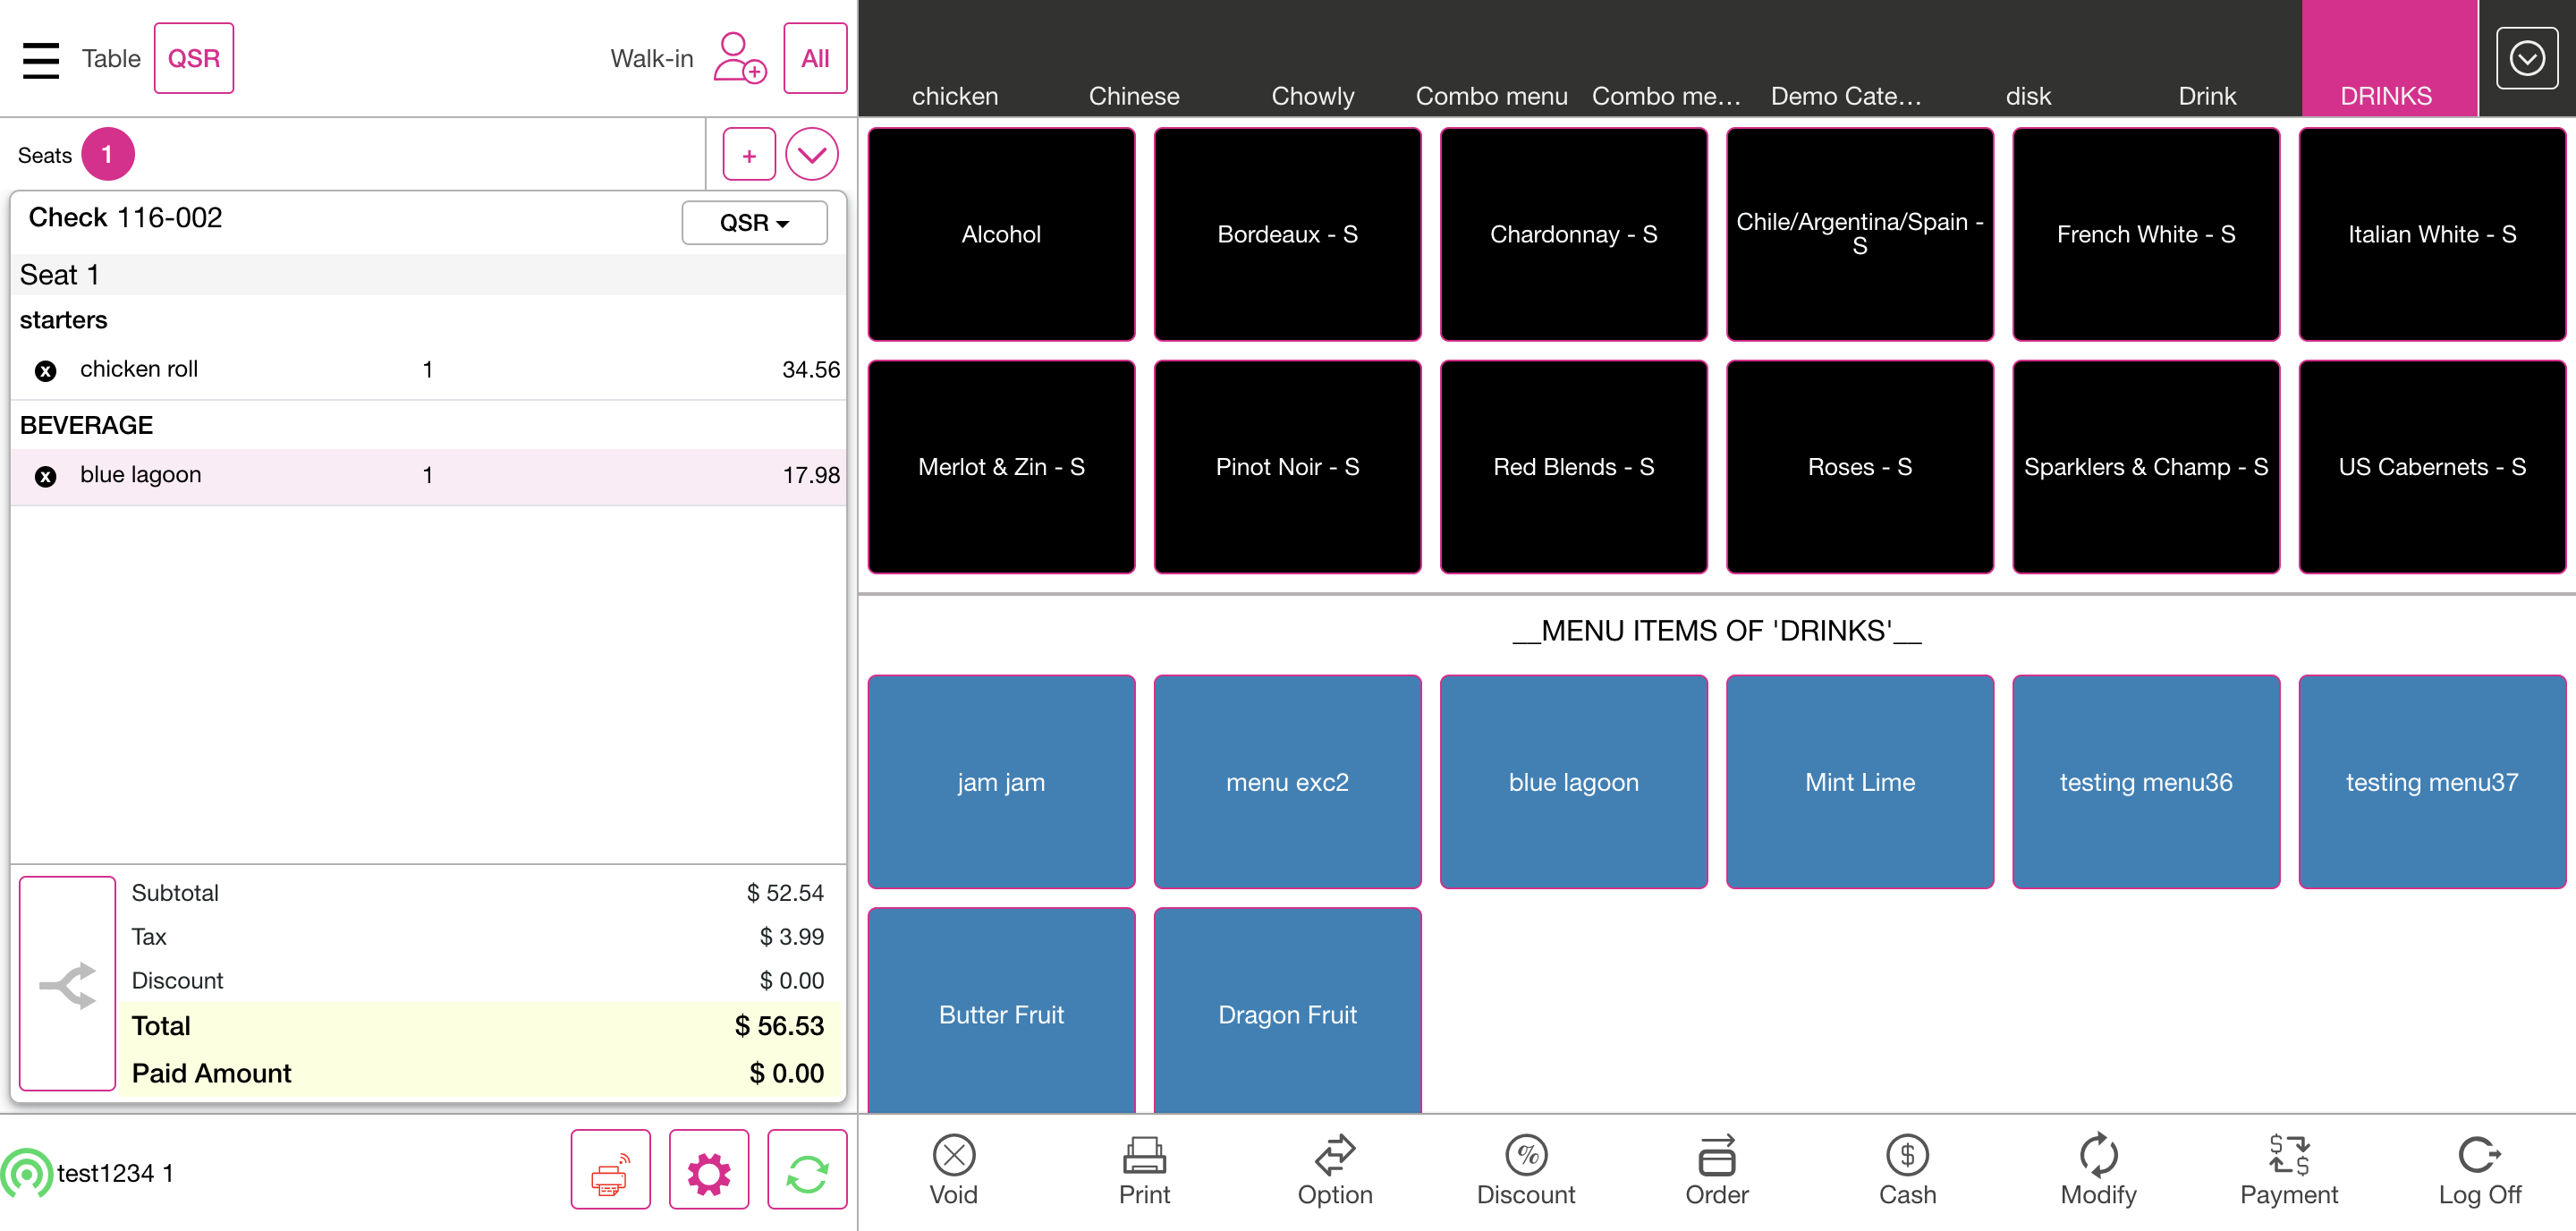 Table QSR Walk-in All
Seats 1 +
Check 116-002 QSR
Seat 1
starters
x chicken roll 1 34.56
BEVERAGE
x blue lagoon 1 17.98
Subtotal $ 52.54
Tax $ 3.99
Discount $ 0.00
Total $ 56.53
Paid Amount $ 0.00
test1234 1
chicken Chinese Chowly Combo menu Combo me... Demo Cate... disk Drink DRINKS
Alcohol Bordeaux - S Chardonnay - S Chile/Argentina/Spain - S French White - S Italian White - S
Merlot & Zin - S Pinot Noir - S Red Blends - S Roses - S Sparklers & Champ - S US Cabernets - S
__MENU ITEMS OF 'DRINKS'__
jam jam menu exc2 blue lagoon Mint Lime testing menu36 testing menu37
Butter Fruit Dragon Fruit
Void Print Option Discount Order Cash Modify Payment Log Off